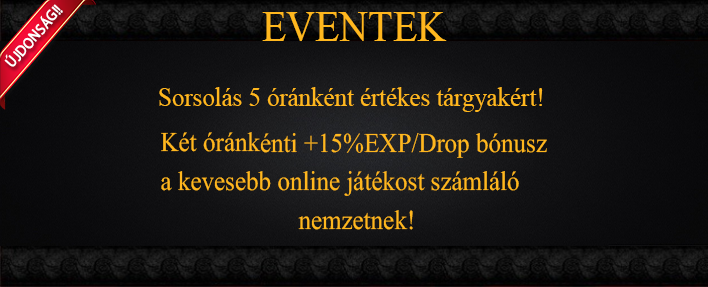 ÚJDONSÁG!!
EVENTEK
Sorsolás 5 óránként értékes tárgyakért!
Két óránkénti +15%EXP/Drop bónusz
a kevesebb online játékost számláló
nemzetnek!